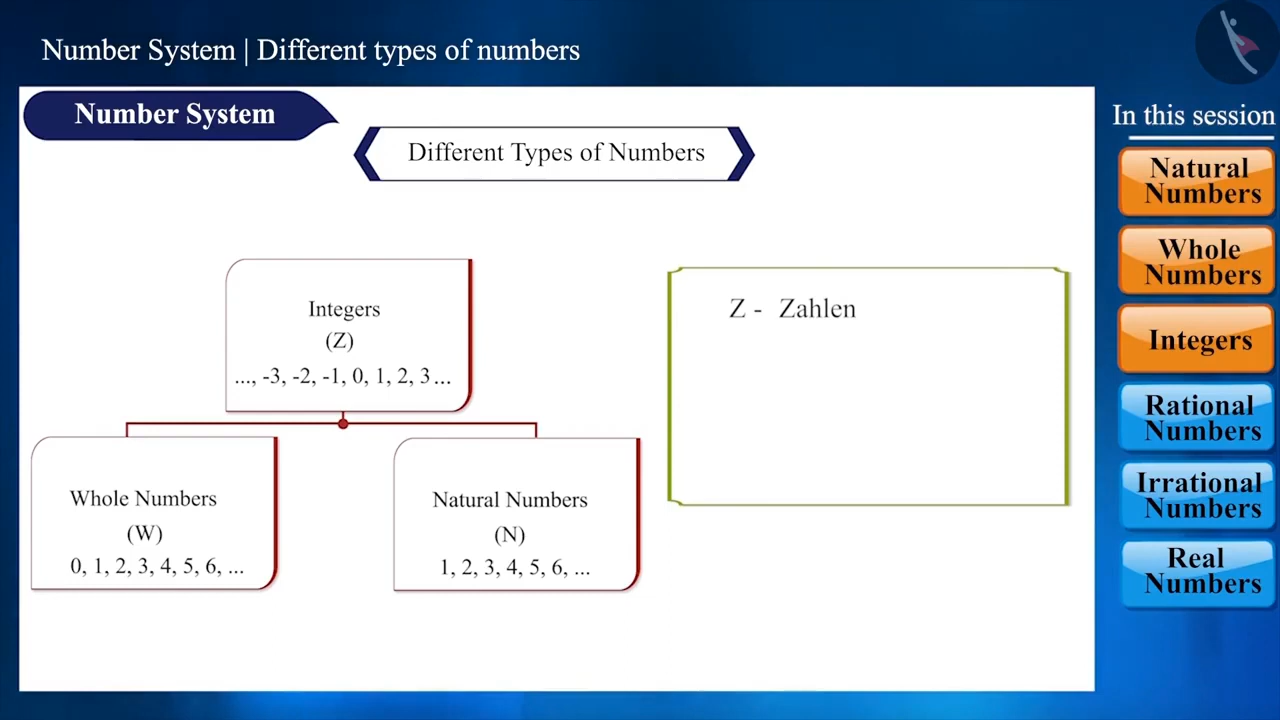 Number System | Different types of numbers
Number System
Different Types of Numbers
Integers
(Z)
..., -3, -2, -1, 0, 1, 2, 3...
Whole Numbers
(W)
0, 1, 2, 3, 4, 5, 6, ...
Natural Numbers
(N)
1, 2, 3, 4, 5, 6, ...
Z - Zahlen
In this session
Natural
Numbers
Whole
Numbers
Integers
Rational
Numbers
Irrational
Numbers
Real
Numbers